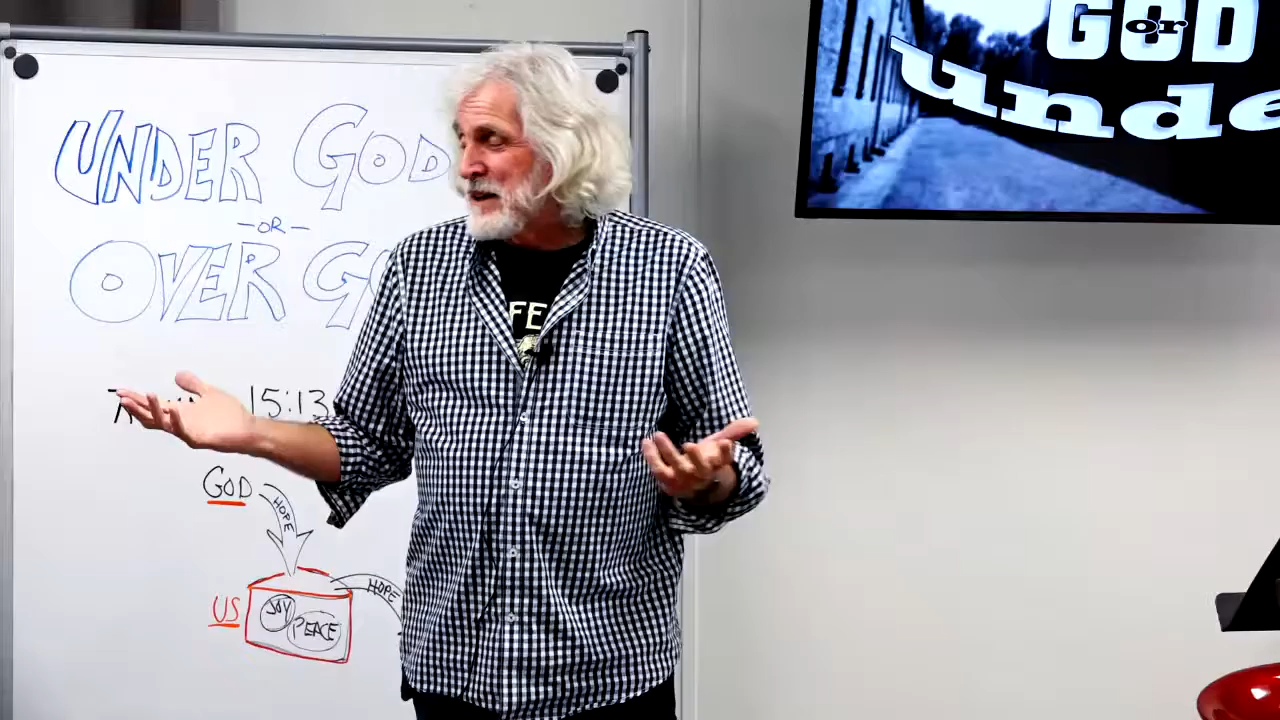 UNDER GOD
-OR-
OVER
15:13
GOD
HOPE
US
JOY
PEACE
HOPE
FE
GOD
or
unde